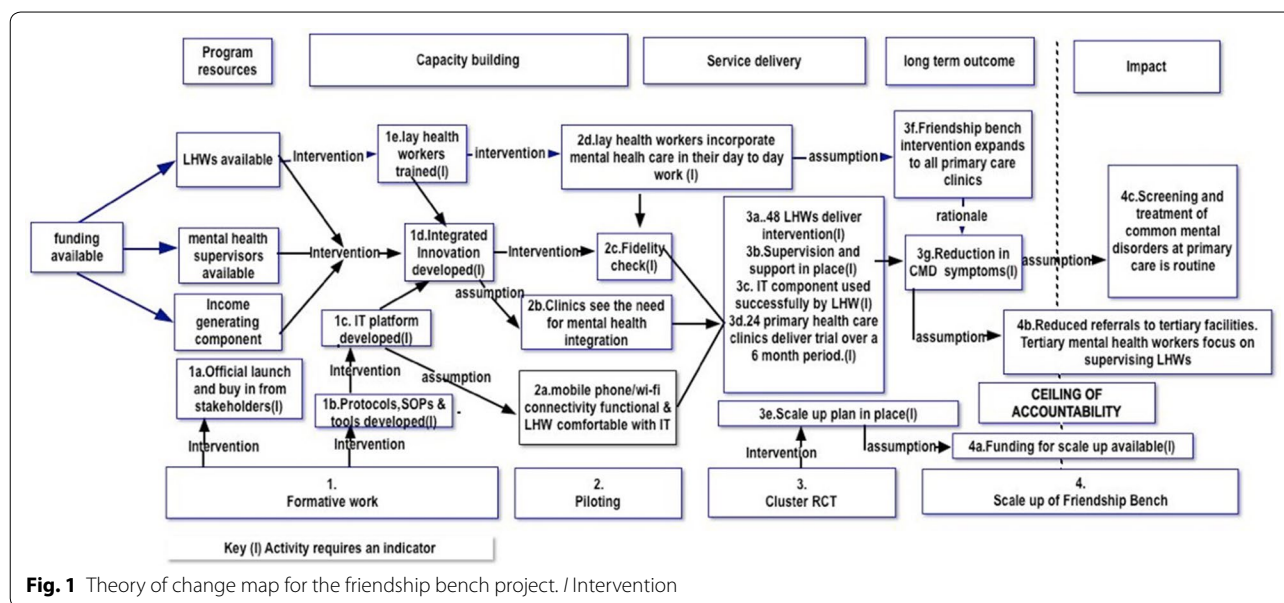 Program
resources
Capacity building
Service delivery
long term outcome
Impact
LHWs available
Intervention
1e.lay health
workers
trained(I)
intervention
2d.lay health workers incorporate
mental healh care in their day to day
work (I)
assumption
3f.Friendship bench
intervention expands
to all primary care
clinics
rationale
funding
available
mental health
supervisors
available
Intervention
1d.Integrated
Innovation
developed(I)
Intervention
2c.Fidelity
check(I)
assumption
2b.Clinics see the need
for mental health
integration
3a..48 LHWs deliver
intervention(I)
3b.Supervision and
support in place(I)
3c. IT component used
successfully by LHW(I)
3d.24 primary health care
clinics deliver trial over a
6 month period.(I)
3g.Reduction in
CMD symptoms(I)
assumption
4c.Screening and
treatment of
common mental
disorders at primary
care is routine
assumption
4b.Reduced referrals to tertiary facilities.
Tertiary mental health workers focus on
supervising LHWs
Income
generating
component
1c. IT platform
developed(I)
Intervention
assumption
2a.mobile phone/wi-fi
connectivity functional &
LHW comfortable with IT
1a.Official launch
and buy in from
stakeholders(I)
1b.Protocols,SOPs &
tools developed(I)
Intervention
Intervention
3e.Scale up plan in place(I)
Intervention
assumption
CEILING OF
ACCOUNTABILITY
4a.Funding for scale up available(I)
1.
Formative work
2.
Piloting
3.
Cluster RCT
4.
Scale up of Friendship Bench
Key (I) Activity requires an indicator
Fig. 1 Theory of change map for the friendship bench project. I Intervention